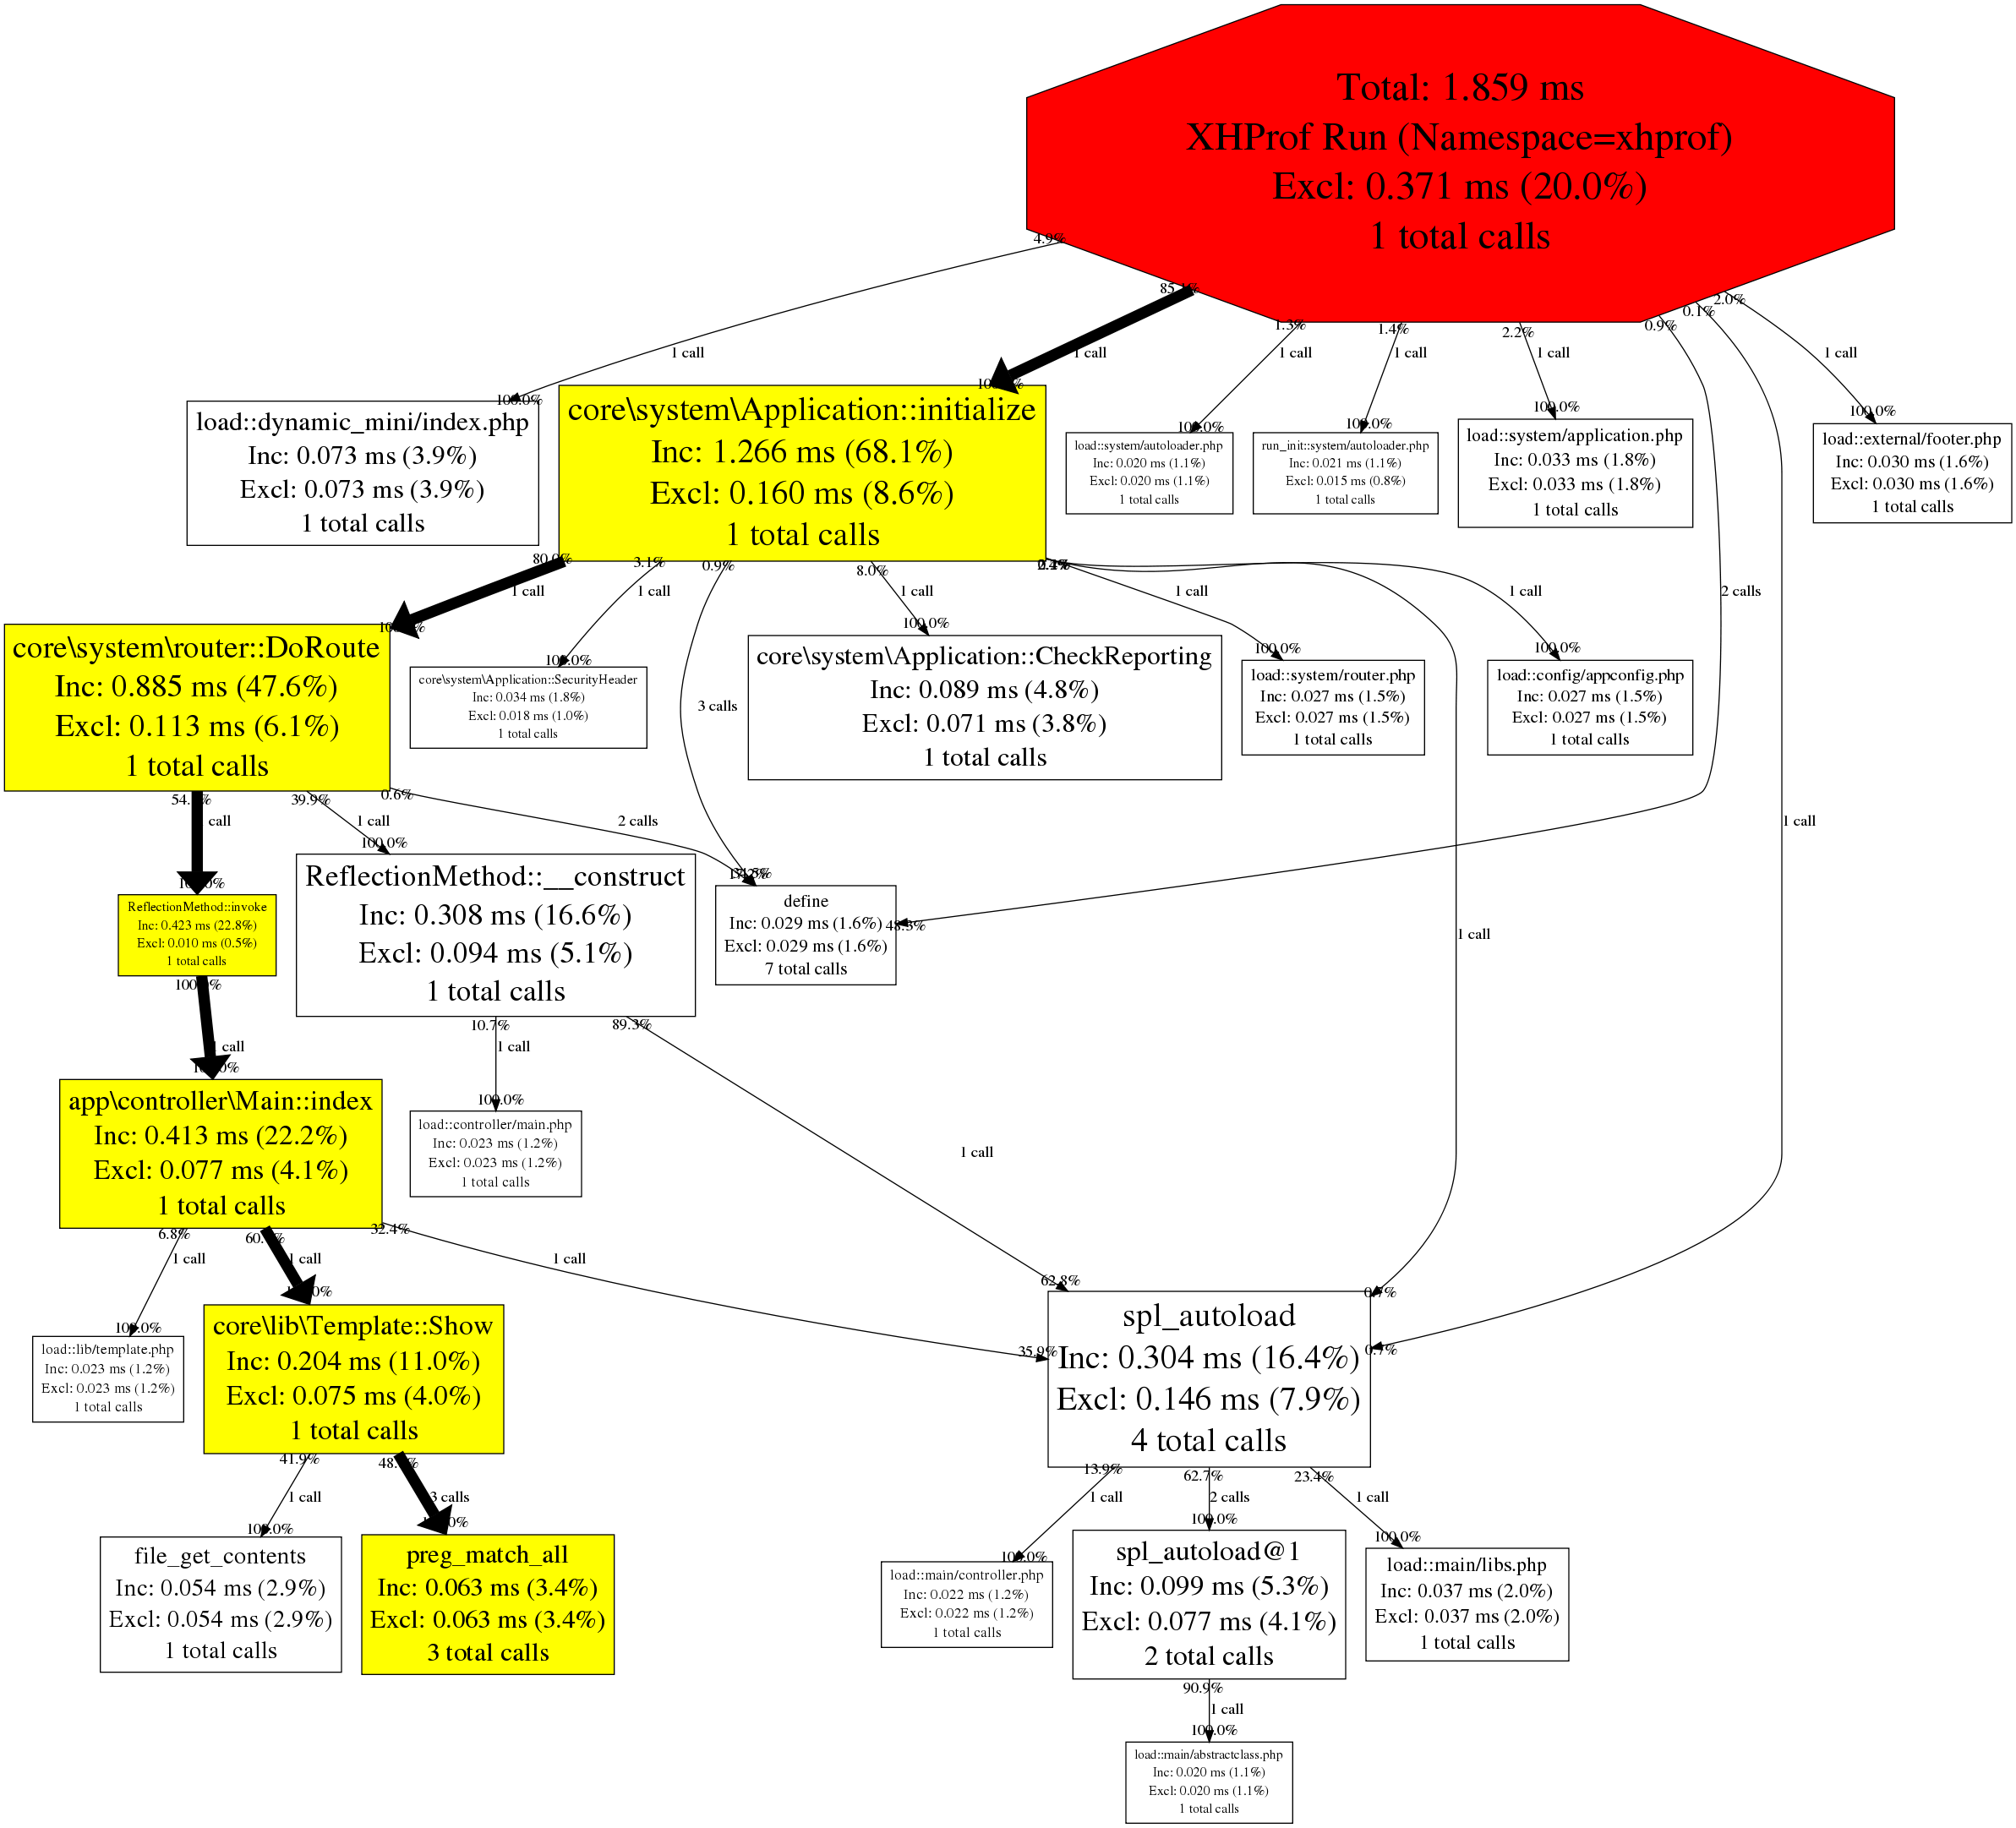 Total: 1.859 ms
XHProf Run (Namespace=xhprof)
Excl: 0.371 ms (20.0%)
1 total calls
4.9%
1.3%
1.4%
2.2%
0.9%
0.1%
2.0%
1 call
1 call
1 call
1 call
1 call
1 call
100.0%
load::dynamic_mini/index.php
Inc: 0.073 ms (3.9%)
Excl: 0.073 ms (3.9%)
1 total calls
core\system\Application::initialize
Inc: 1.266 ms (68.1%)
Excl: 0.160 ms (8.6%)
1 total calls
100.0%
load::system/autoloader.php
Inc: 0.020 ms (1.1%)
Excl: 0.020 ms (1.1%)
1 total calls
100.0%
run_init::system/autoloader.php
Inc: 0.021 ms (1.1%)
Excl: 0.015 ms (0.8%)
1 total calls
100.0%
load::system/application.php
Inc: 0.033 ms (1.8%)
Excl: 0.033 ms (1.8%)
1 total calls
100.0%
load::external/footer.php
Inc: 0.030 ms (1.6%)
Excl: 0.030 ms (1.6%)
1 total calls
80.0%
3.1%
0.9%
8.0%
1 call
1 call
1 call
1 call
1 call
2 calls
3 calls
core\system\router::DoRoute
Inc: 0.885 ms (47.6%)
Excl: 0.113 ms (6.1%)
1 total calls
100.0%
core\system\Application::SecurityHeader
Inc: 0.034 ms (1.8%)
Excl: 0.018 ms (1.0%)
1 total calls
100.0%
core\system\Application::CheckReporting
Inc: 0.089 ms (4.8%)
Excl: 0.071 ms (3.8%)
1 total calls
100.0%
load::system/router.php
Inc: 0.027 ms (1.5%)
Excl: 0.027 ms (1.5%)
1 total calls
100.0%
load::config/appconfig.php
Inc: 0.027 ms (1.5%)
Excl: 0.027 ms (1.5%)
1 total calls
39.9%
0.6%
call
1 call
2 calls
1 call
ReflectionMethod::invoke
Inc: 0.423 ms (22.8%)
Excl: 0.010 ms (0.5%)
1 total calls
100.0%
ReflectionMethod::__construct
Inc: 0.308 ms (16.6%)
Excl: 0.094 ms (5.1%)
1 total calls
define
Inc: 0.029 ms (1.6%)
Excl: 0.029 ms (1.6%)
7 total calls
48.3%
1 call
10.7%
89.3%
1 call
1 call
app\controller\Main::index
Inc: 0.413 ms (22.2%)
Excl: 0.077 ms (4.1%)
1 total calls
100.0%
load::controller/main.php
Inc: 0.023 ms (1.2%)
Excl: 0.023 ms (1.2%)
1 total calls
1 call
6.8%
32.4%
1 call
1 call
1 call
100.0%
load::lib/template.php
Inc: 0.023 ms (1.2%)
Excl: 0.023 ms (1.2%)
1 total calls
core\lib\Template::Show
Inc: 0.204 ms (11.0%)
Excl: 0.075 ms (4.0%)
1 total calls
62.8%
0.7%
35.9%
0.7%
spl_autoload
Inc: 0.304 ms (16.4%)
Excl: 0.146 ms (7.9%)
4 total calls
41.9%
1 call
3 calls
13.9%
62.7%
23.4%
1 call
2 calls
1 call
100.0%
file_get_contents
Inc: 0.054 ms (2.9%)
Excl: 0.054 ms (2.9%)
1 total calls
preg_match_all
Inc: 0.063 ms (3.4%)
Excl: 0.063 ms (3.4%)
3 total calls
100.0%
load::main/controller.php
Inc: 0.022 ms (1.2%)
Excl: 0.022 ms (1.2%)
1 total calls
100.0%
spl_autoload@1
Inc: 0.099 ms (5.3%)
Excl: 0.077 ms (4.1%)
2 total calls
100.0%
load::main/libs.php
Inc: 0.037 ms (2.0%)
Excl: 0.037 ms (2.0%)
1 total calls
90.9%
1 call
100.0%
load::main/abstractclass.php
Inc: 0.020 ms (1.1%)
Excl: 0.020 ms (1.1%)
1 total calls